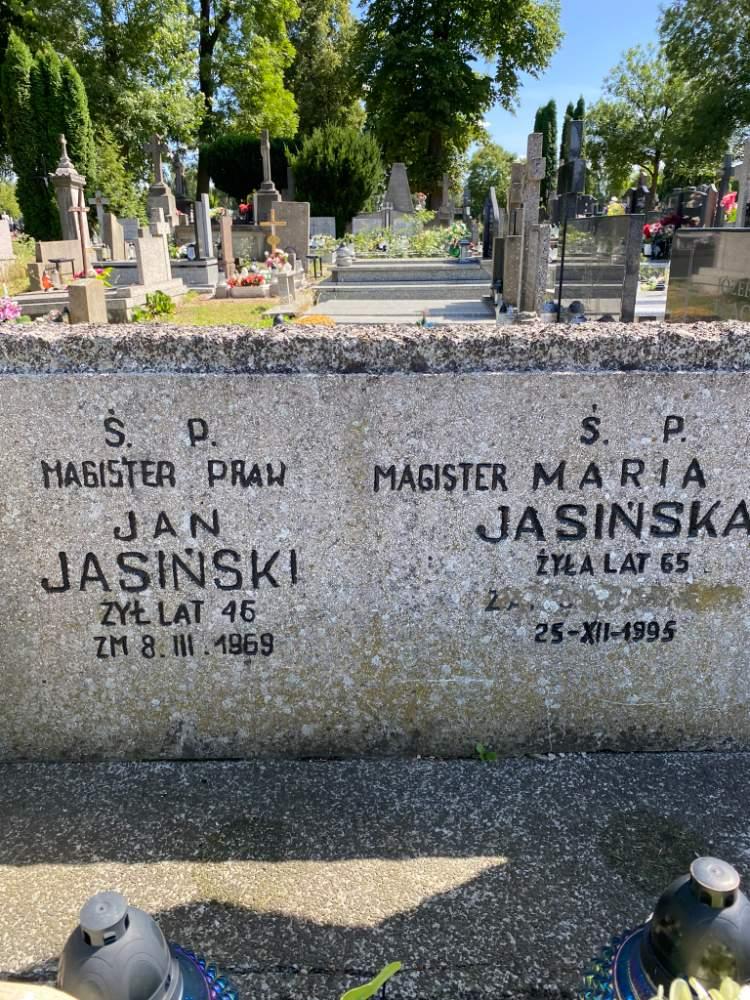 Ś. P.
MAGISTER PRAW
JAN
JASIŃSKI
ŻYŁ LAT 46
ZM 8. III. 1969
Ś. P.
MAGISTER MARIA
JASIŃSKA
ŻYŁA LAT 65
25-XII-1995